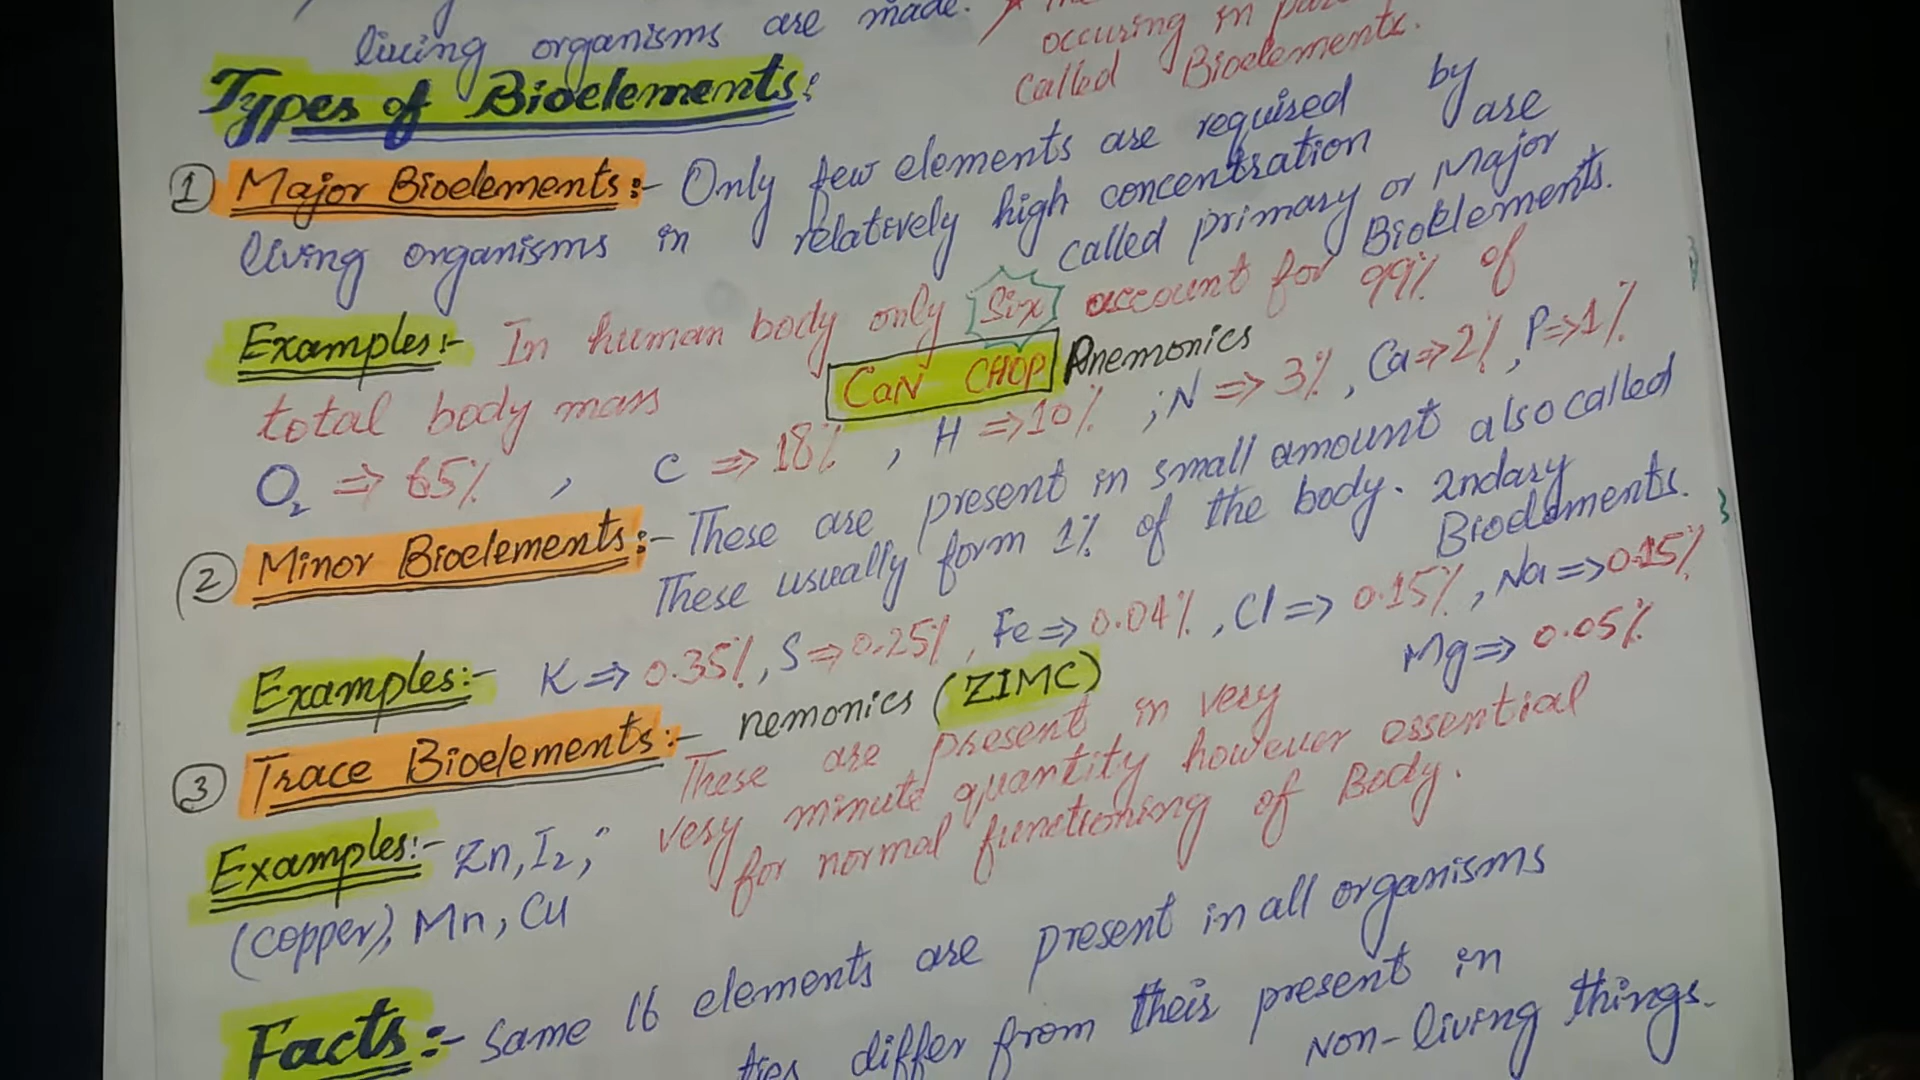 living organisms are made.
occuring in
called Bioelements.
Types of Bioelements:
① Major Bioelements:- Only few elements are required by
living organisms in relatively high concentration are
called primary or Major
Bioelements.
Examples:- In human body only Six account for 99% of
total body mass CaN CHOP Pnemonics
O2 => 65% , C => 18% , H => 10% ; N => 3% , Ca => 2% , P => 1%
② Minor Bioelements:- These are present in small amount also called
These usually form 1% of the body. 2ndary
Bioelements.
Examples:- K => 0.35%, S => 0.25%, Fe => 0.04%, Cl => 0.15%, Na => 0.15%
Mg => 0.05%
③ Trace Bioelements:- nemonics (ZIMC)
These are present in very
very minute quantity however essential
for normal functioning of Body.
Examples:- Zn, I2,
(copper), Mn, Cu
Facts:- Same 16 elements are present in all organisms
ties differ from their present in
Non-living things.